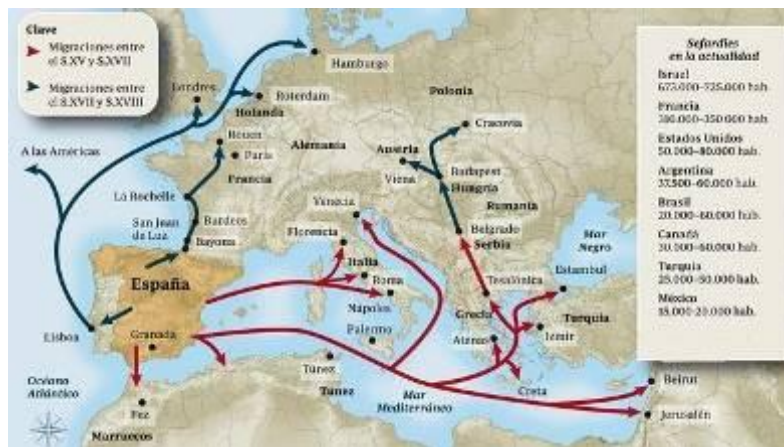 Clave
Migraciones entre
el S.XV y S.XVII
Migraciones entre
el S.XVII y S.XVIII
Hamburgo
Londres
Roterdam
Holanda
Polonia
Rouen
París
Alemania
Cracovia
Austria
Viena
Budapest
Hungría
A las Américas
La Rochelle
Francia
San Jean
de Luz
Bardeos
Bayona
Venecia
Florencia
Rumanía
Belgrado
Serbia
Mar
Negro
España
Italia
Roma
Nápoles
Tesalónica
Estambul
Grecia
Turquía
Lisboa
Granada
Palermo
Atenas
Izmir
Océano
Atlántico
Túnez
Túnez
Mar
Mediterráneo
Creta
Beirut
Jerusalén
Fez
Marruecos
Sefardíes
en la actualidad
Israel
673.000-725.000 hab.
Francia
310.000-350.000 hab.
Estados Unidos
50.000-80.000 hab.
Argentina
37.500-60.000 hab.
Brasil
20.000-60.000 hab.
Canadá
30.000-60.000 hab.
Turquía
25.000-50.000 hab.
México
15.000-20.000 hab.